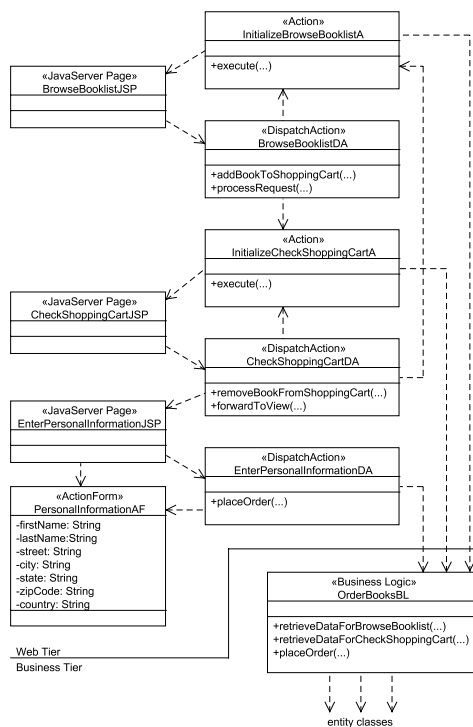 «Action»
InitializeBrowseBooklistA
+execute(...)
«JavaServer Page»
BrowseBooklistJSP
«DispatchAction»
BrowseBooklistDA
+addBookToShoppingCart(...)
+processRequest(...)
«Action»
InitializeCheckShoppingCartA
+execute(...)
«JavaServer Page»
CheckShoppingCartJSP
«DispatchAction»
CheckShoppingCartDA
+removeBookFromShoppingCart(...)
+forwardToView(...)
«JavaServer Page»
EnterPersonalInformationJSP
«DispatchAction»
EnterPersonalInformationDA
+placeOrder(...)
«ActionForm»
PersonalInformationAF
-firstName: String
-lastName:String
-street: String
-city: String
-state: String
-zipCode: String
-country: String
«Business Logic»
OrderBooksBL
+retrieveDataForBrowseBooklist(...)
+retrieveDataForCheckShoppingCart(...)
+placeOrder(...)
Web Tier
Business Tier
entity classes